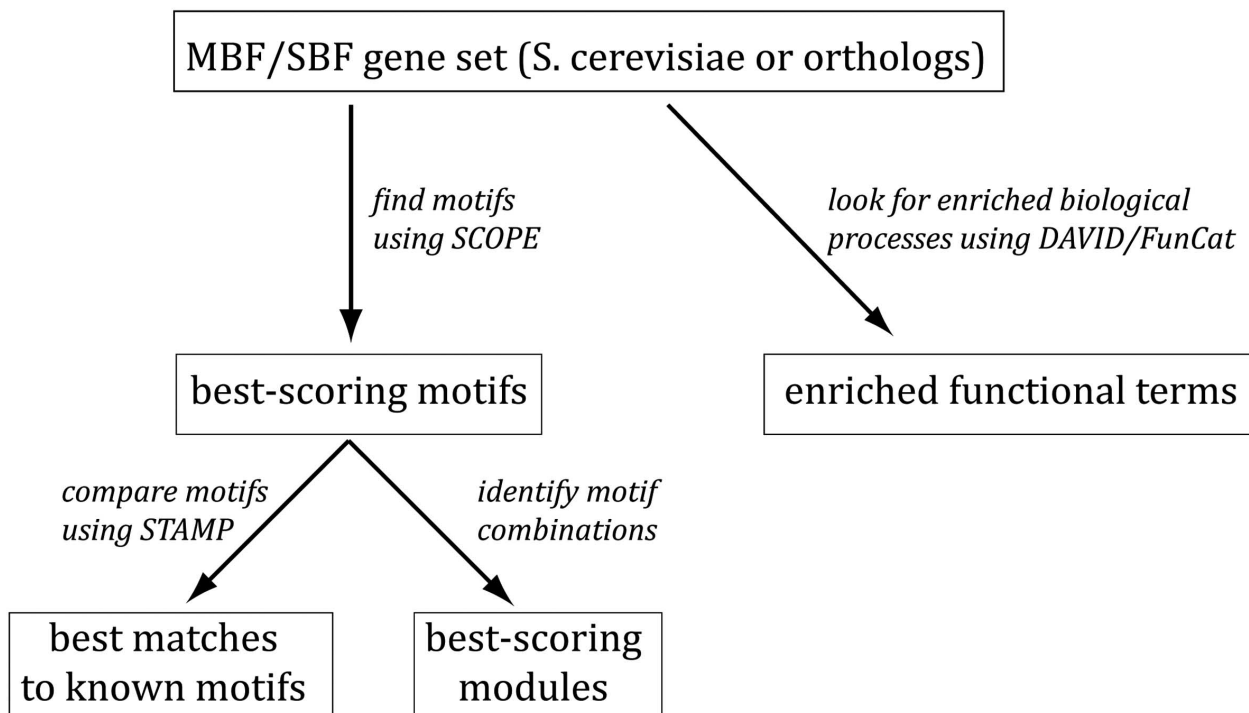 MBF/SBF gene set (S. cerevisiae or orthologs)
find motifs
using SCOPE
look for enriched biological
processes using DAVID/FunCat
best-scoring motifs
enriched functional terms
compare motifs
using STAMP
identify motif
combinations
best matches
to known motifs
best-scoring
modules